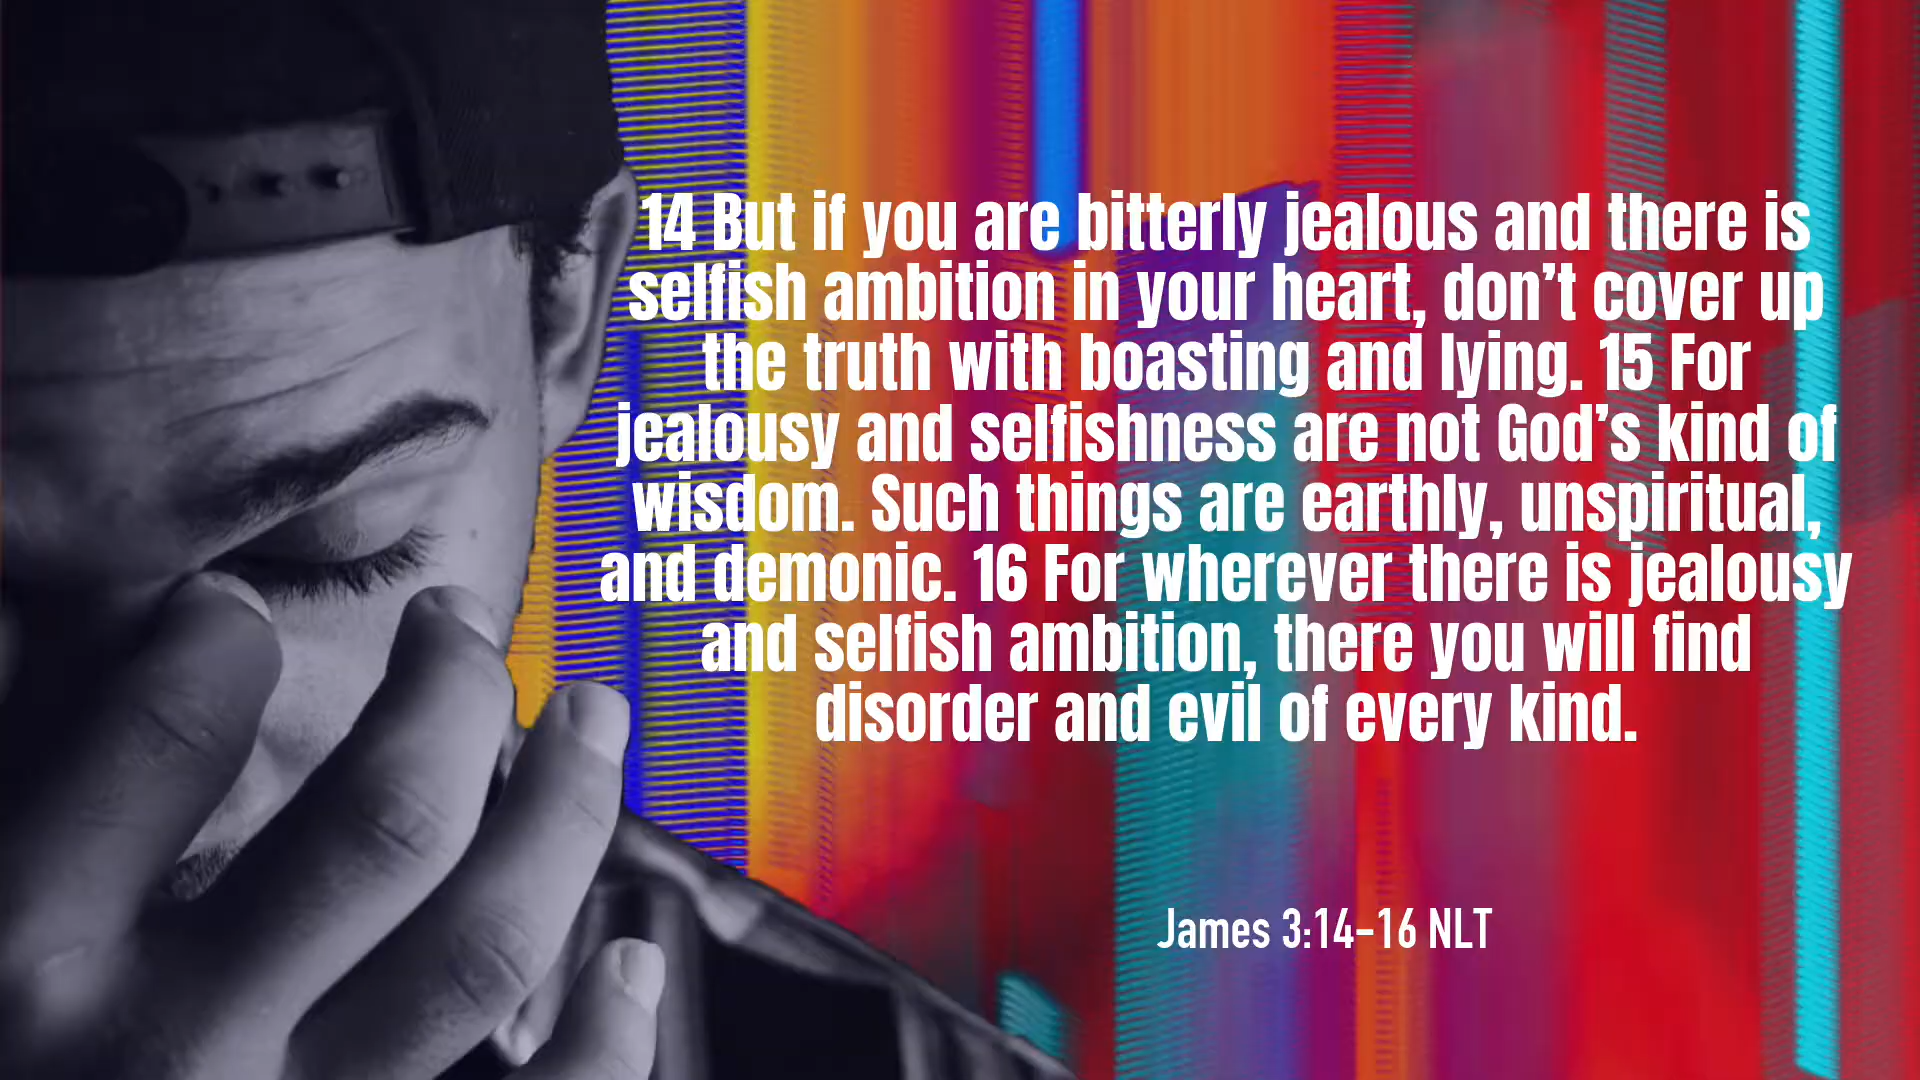 14 But if you are bitterly jealous and there is
selfish ambition in your heart, don’t cover up
the truth with boasting and lying. 15 For
jealousy and selfishness are not God’s kind of
wisdom. Such things are earthly, unspiritual,
and demonic. 16 For wherever there is jealousy
and selfish ambition, there you will find
disorder and evil of every kind.
James 3:14-16 NLT